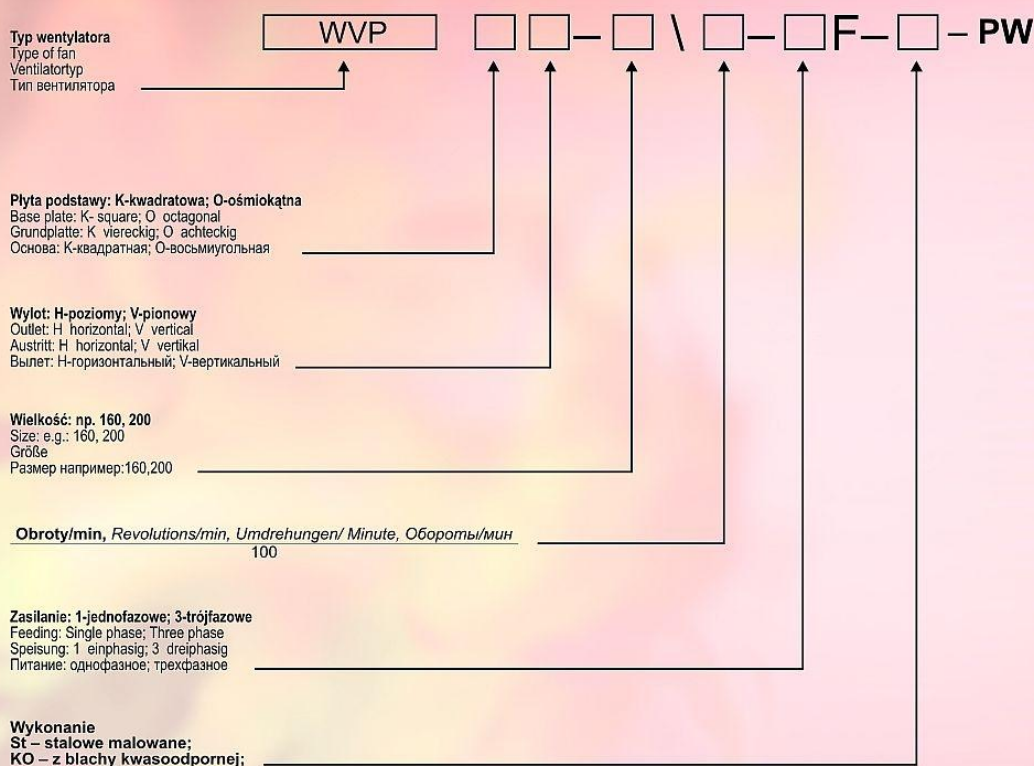 WVP □ □ – □ \ □ – □ F – □ – PW
Typ wentylatora
Type of fan
Ventilatortyp
Тип вентилятора
Płyta podstawy: K-kwadratowa; O-ośmiokątna
Base plate: K- square; O octagonal
Grundplatte: K viereckig; O achteckig
Основа: К-квадратная; О-восьмиугольная
Wylot: H-poziomy; V-pionowy
Outlet: H horizontal; V vertical
Austritt: H horizontal; V vertikal
Вылет: H-горизонтальный; V-вертикальный
Wielkość: np. 160, 200
Size: e.g.: 160, 200
Größe
Размер например:160,200
Obroty/min, Revolutions/min, Umdrehungen/ Minute, Обороты/мин
100
Zasilanie: 1-jednofazowe; 3-trójfazowe
Feeding: Single phase; Three phase
Speisung: 1 einphasig; 3 dreiphasig
Питание: однофазное; трехфазное
Wykonanie
St – stalowe malowane;
KO – z blachy kwasoodpornej;